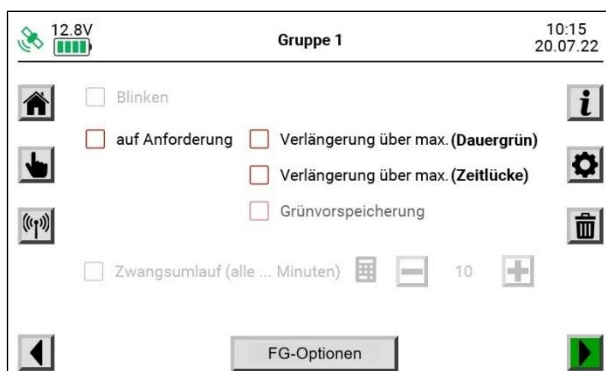 12.8V
Gruppe 1
10:15
20.07.22
Blinken
auf Anforderung
Verlängerung über max. (Dauergrün)
Verlängerung über max. (Zeitlücke)
Grünvorspeicherung
Zwangsumlauf (alle ... Minuten)
10
FG-Optionen